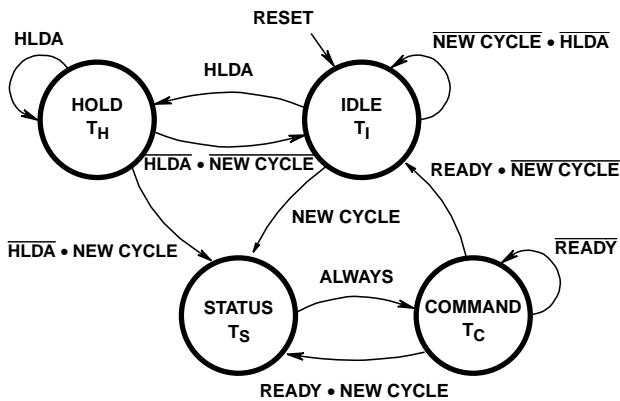 RESET
HLDA
NEW CYCLE • HLDA
HLDA
HOLD
T_H
IDLE
T_I
HLDA • NEW CYCLE
READY • NEW CYCLE
NEW CYCLE
HLDA • NEW CYCLE
READY
ALWAYS
STATUS
T_S
COMMAND
T_C
READY • NEW CYCLE